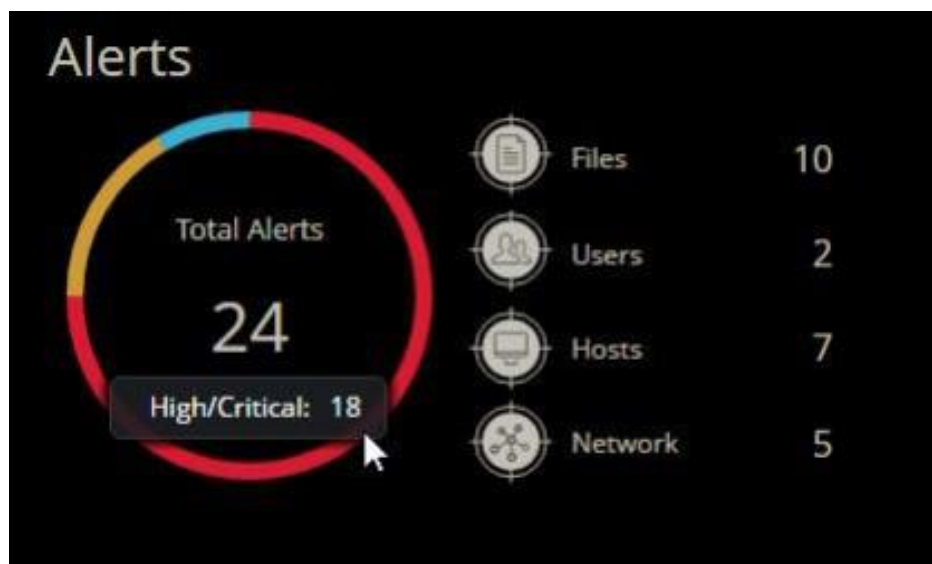 Alerts
Total Alerts
24
High/Critical: 18
Files 10
Users 2
Hosts 7
Network 5